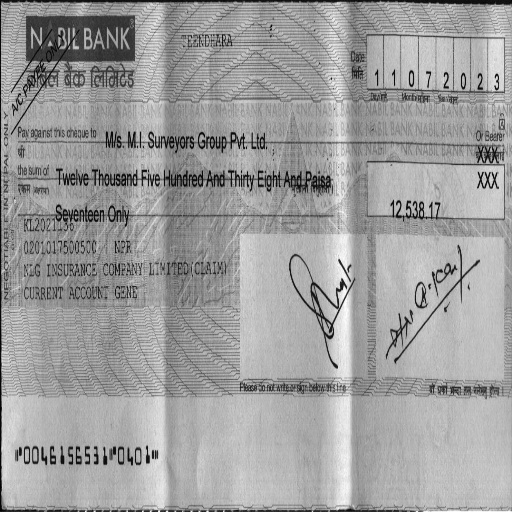 NABIL BANK
नबिल बैंक लिमिटेड
A/C PAYEE ONLY
TEENDHARA
Date
मिति
1 1 0 7 2 0 2 3
Pay against this cheque to M/s. M.I. Surveyors Group Pvt. Ltd. Or Bearer
श्री XXX
the sum of Twelve Thousand Five Hundred And Thirty Eight And Paisa XXX
रकम
Seventeen Only 12,538.17
KL2021136
0201017500500 NPR
NLG INSURANCE COMPANY LIMITED(CLAIM)
CURRENT ACCOUNT GENE
NEGOTIABLE IN NEPAL ONLY
Please do not write or sign below this line
⑈0046156531⑈0401⑈